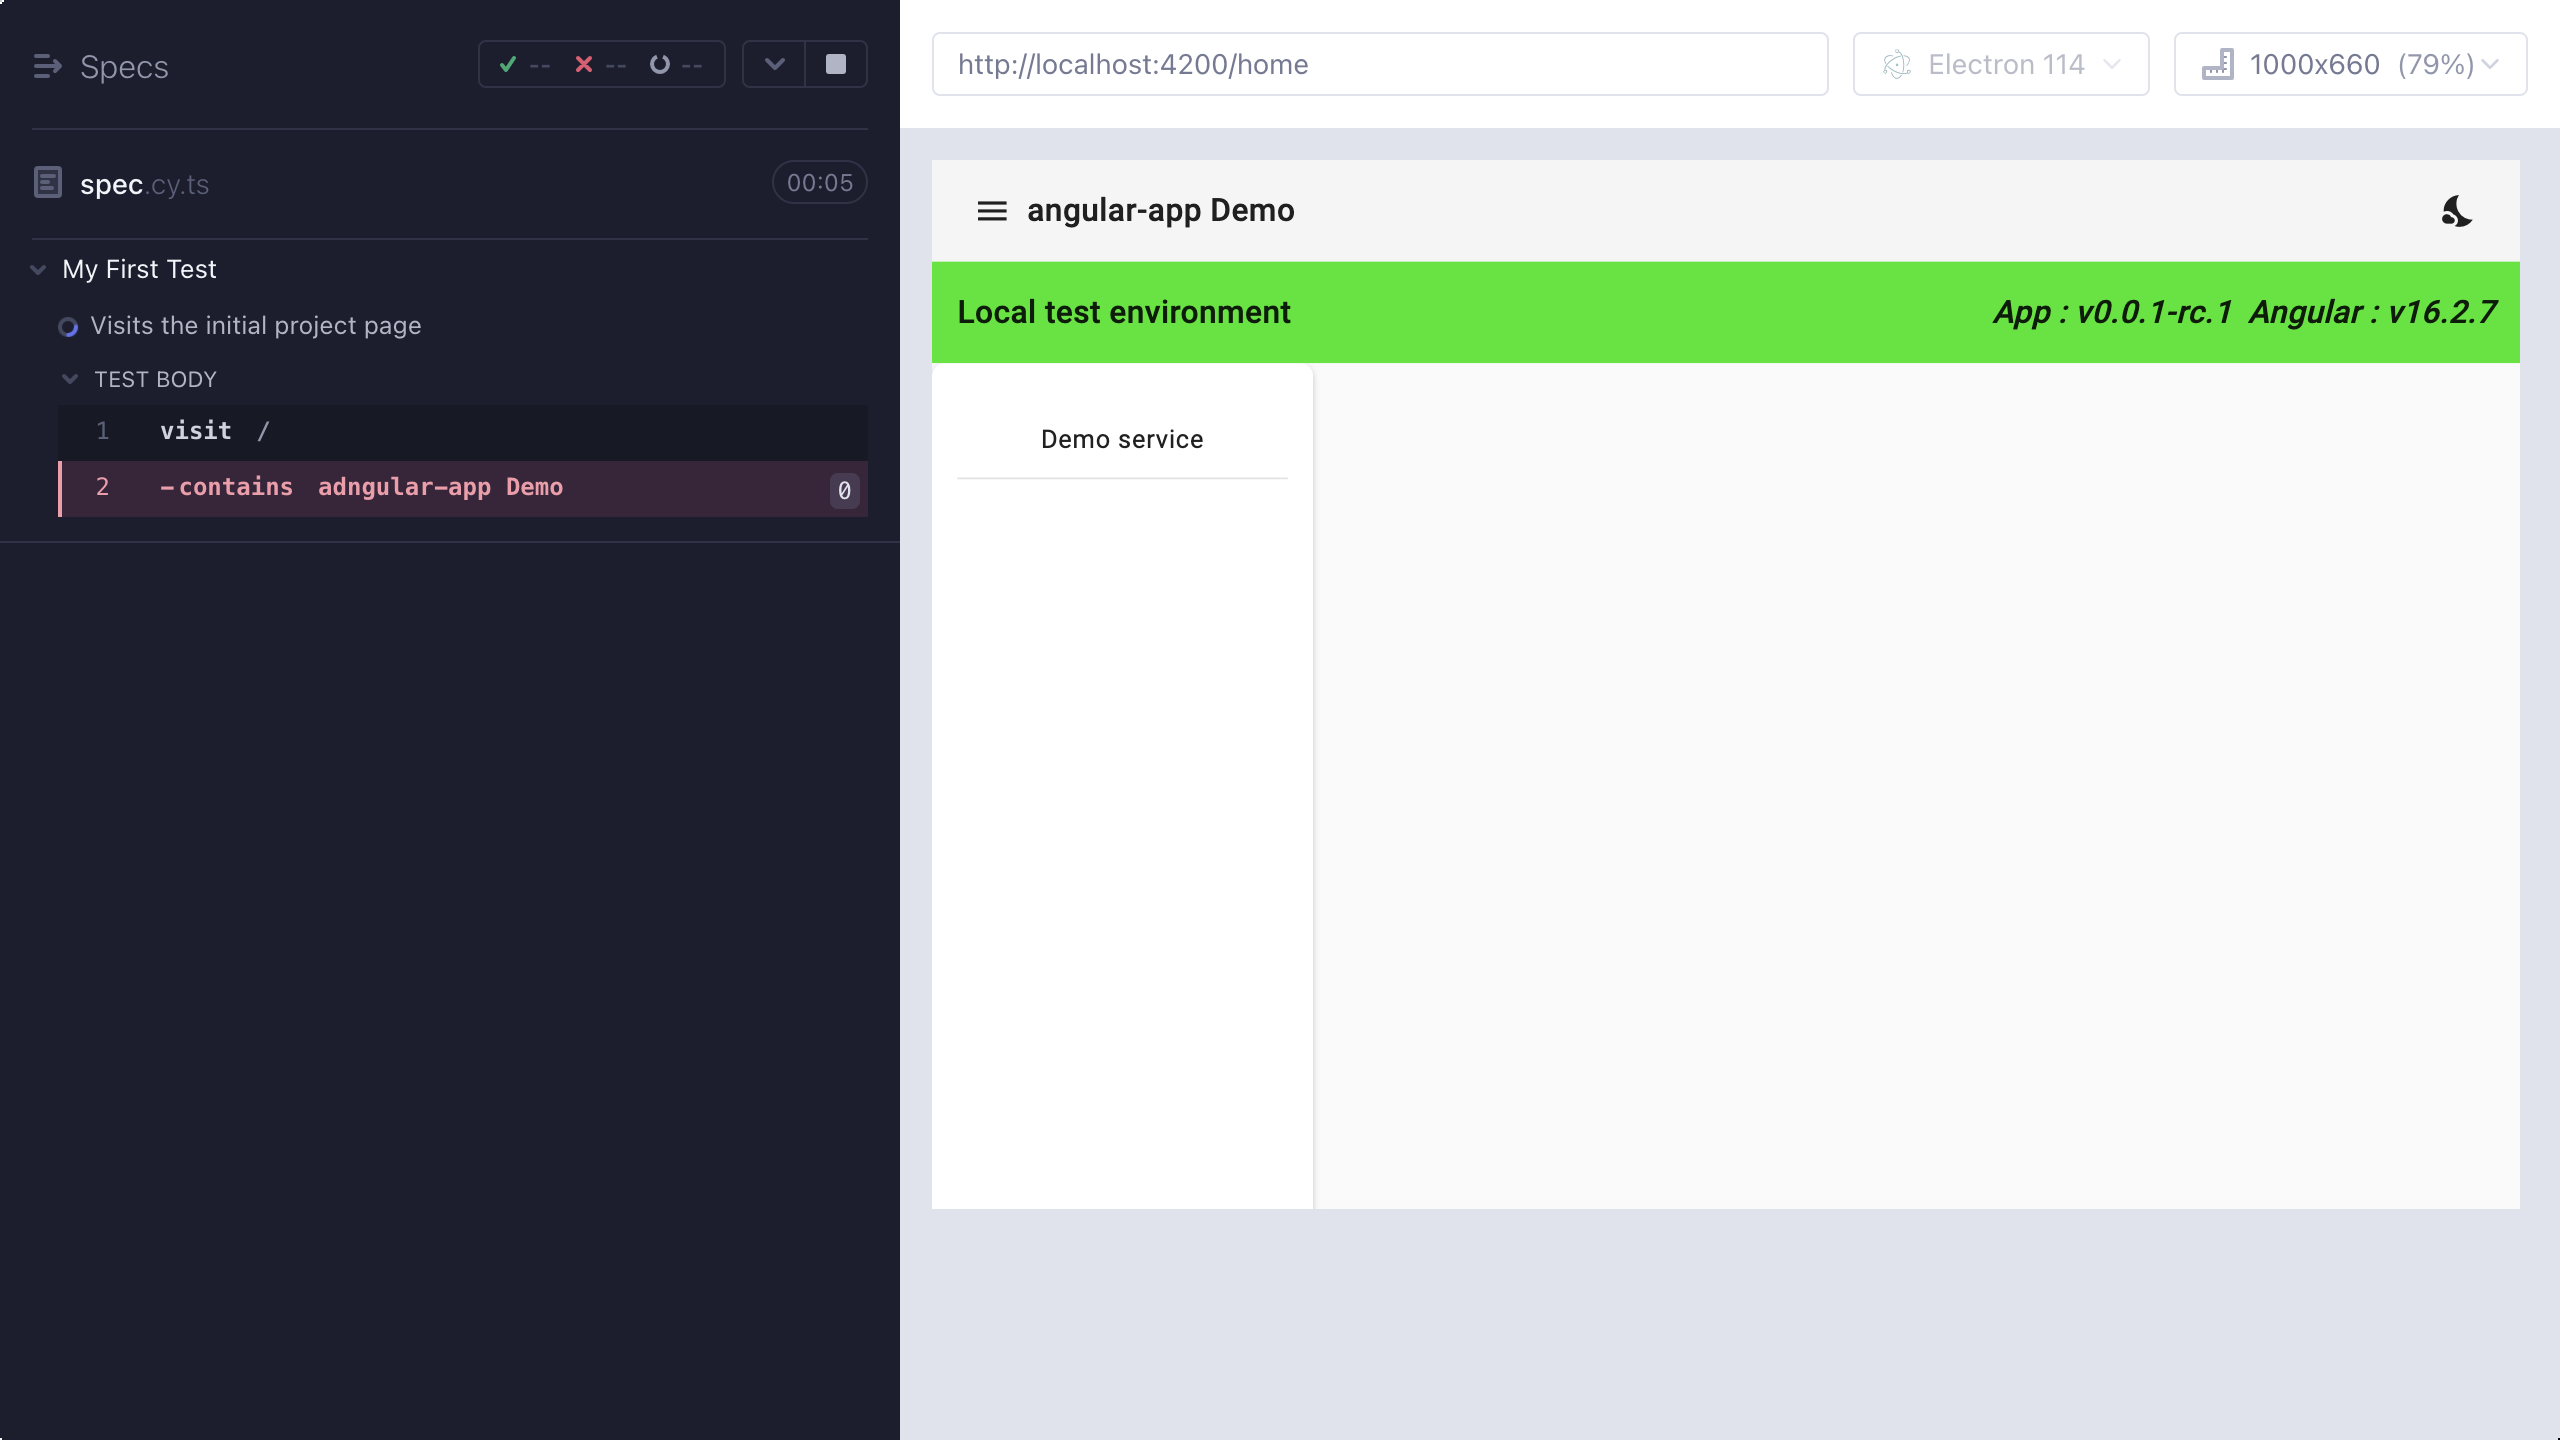 Specs
-- -- --
spec.cy.ts 00:05
My First Test
Visits the initial project page
TEST BODY
1 visit /
2 -contains adngular-app Demo 0
http://localhost:4200/home Electron 114 1000x660 (79%)
angular-app Demo
Local test environment App : v0.0.1-rc.1 Angular : v16.2.7
Demo service